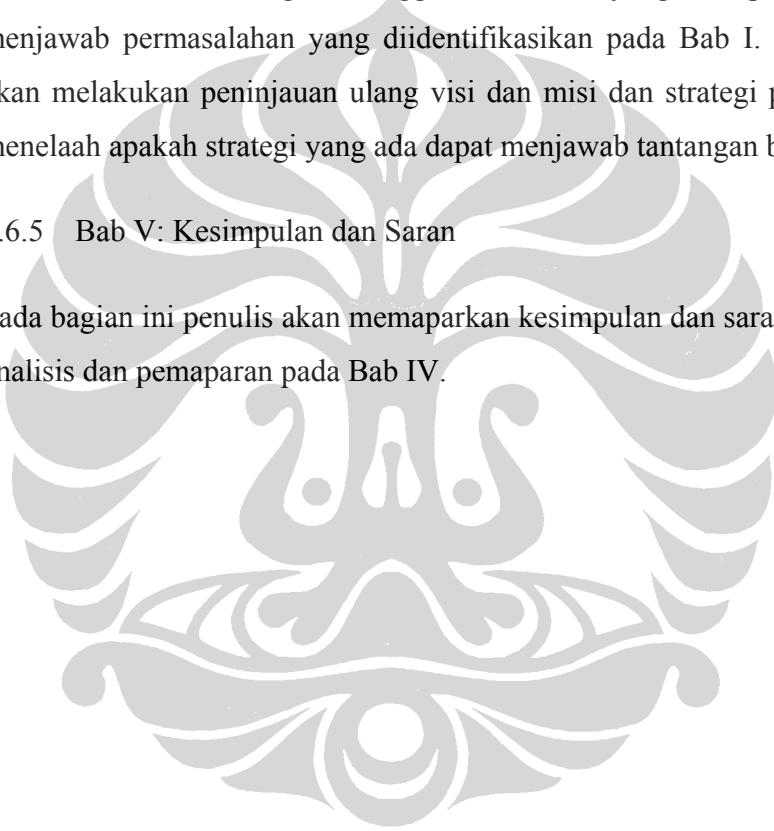 menjawab permasalahan yang diidentifikasikan pada Bab I.
kan melakukan peninjauan ulang visi dan misi dan strategi p
menelaah apakah strategi yang ada dapat menjawab tantangan b
.6.5 Bab V: Kesimpulan dan Saran
ada bagian ini penulis akan memaparkan kesimpulan dan sara
nalisis dan pemaparan pada Bab IV.